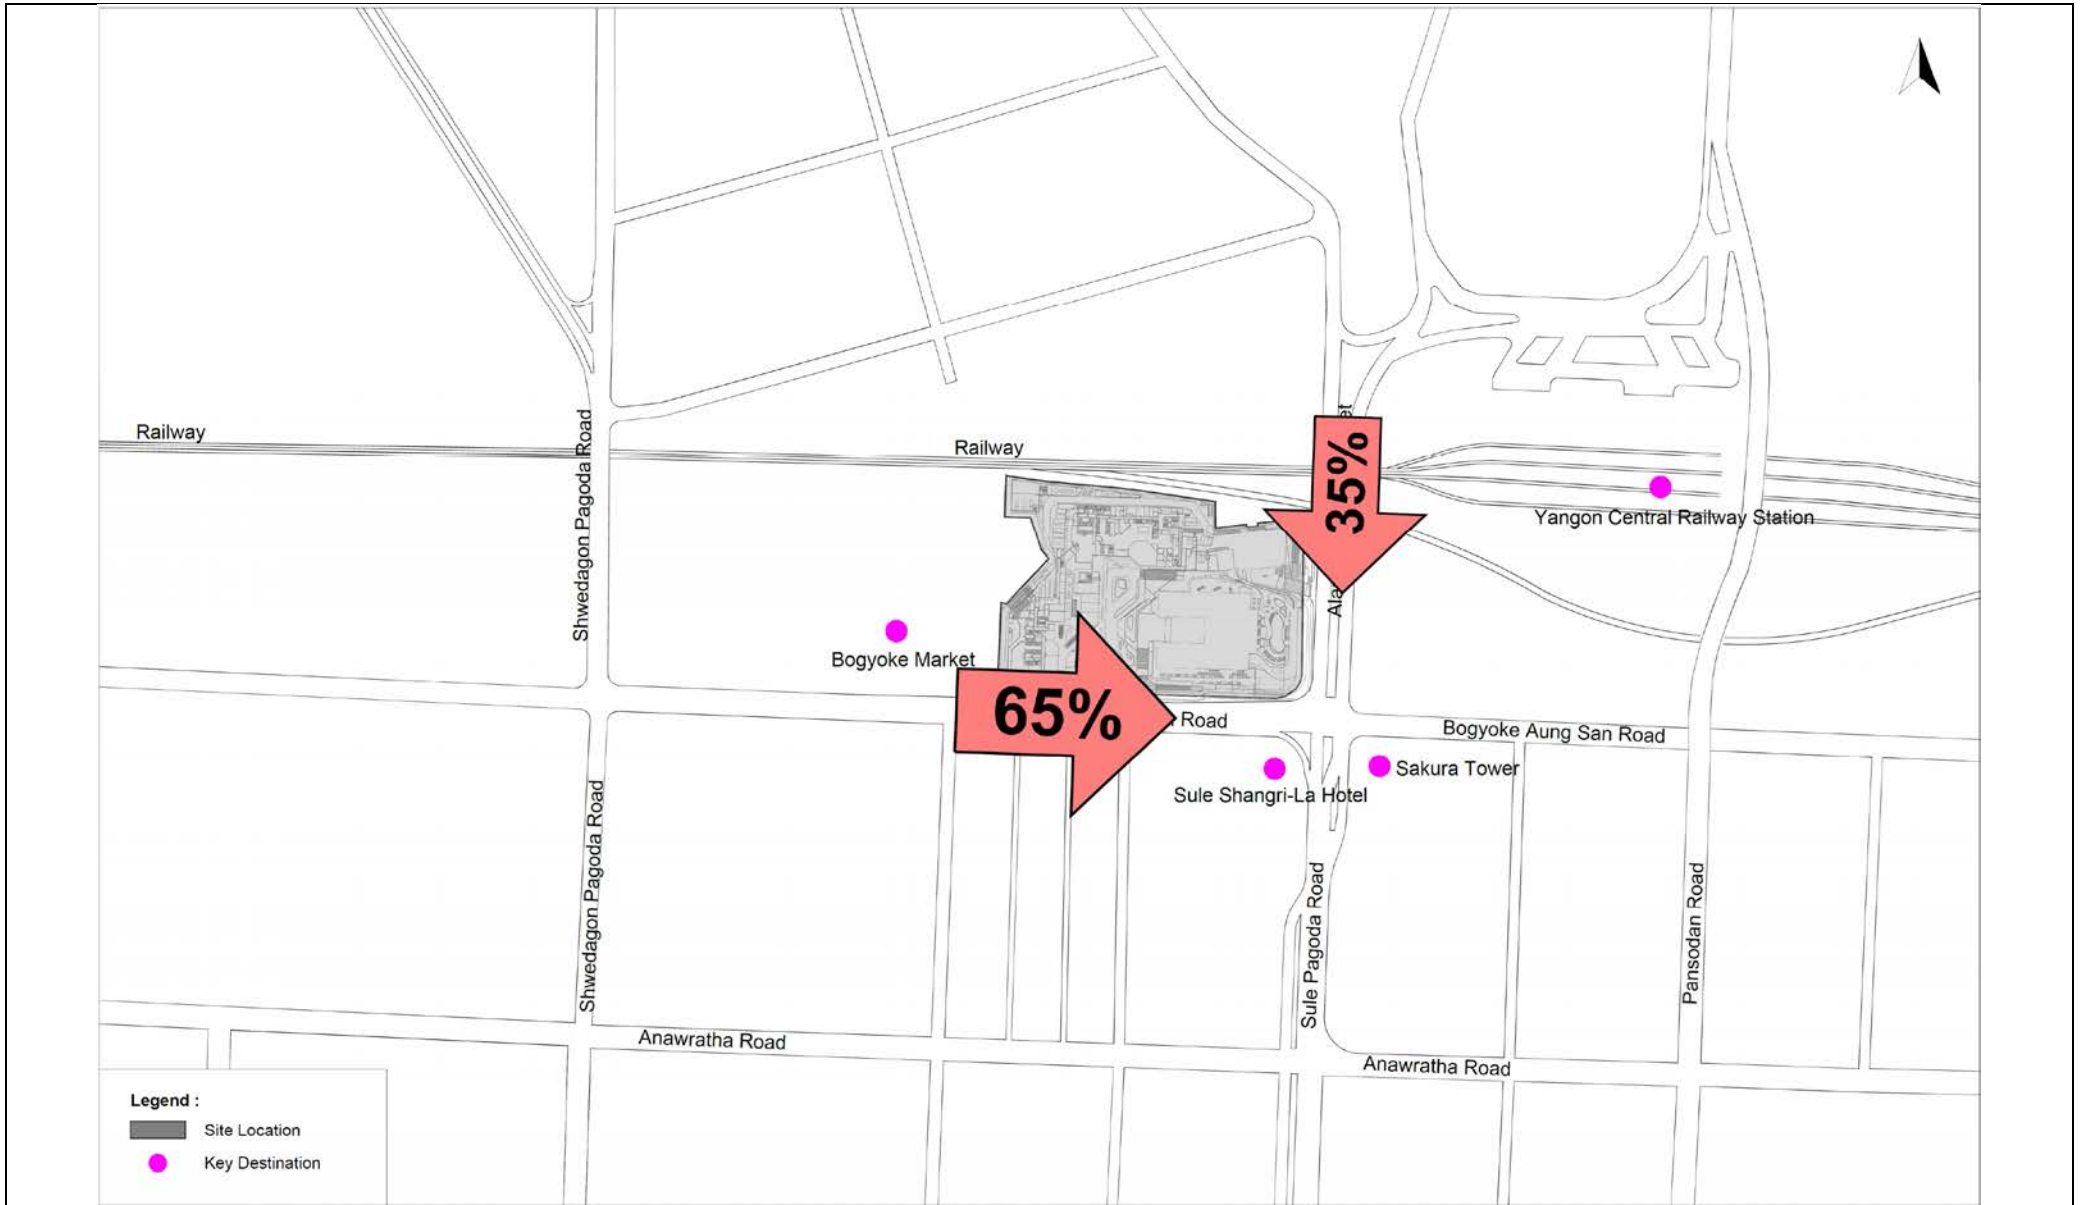 Railway
Railway
Shwedagon Pagoda Road
35%
Yangon Central Railway Station
Bogyoke Market
65%
Road
Bogyoke Aung San Road
Sakura Tower
Sule Shangri-La Hotel
Shwedagon Pagoda Road
Sule Pagoda Road
Pansodan Road
Anawratha Road
Anawratha Road
Legend :
Site Location
Key Destination